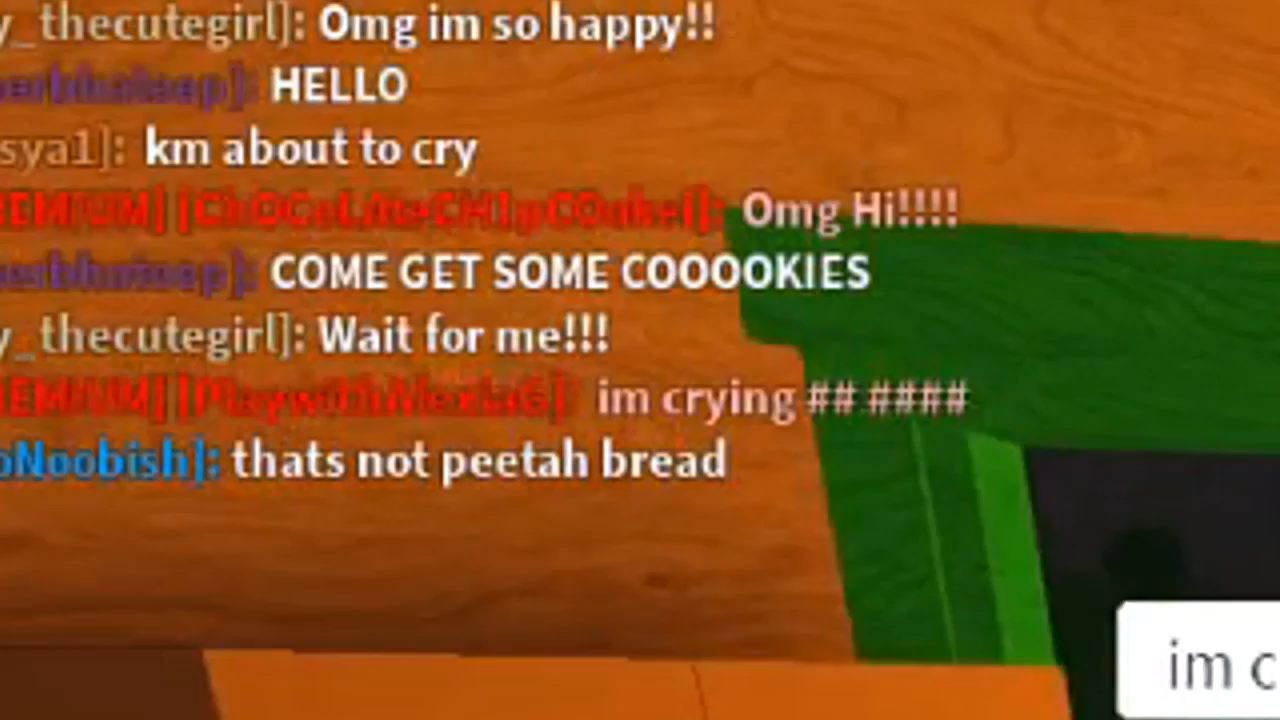 y_thecutegirl]: Omg im so happy!!
HELLO
sya1]: km about to cry
Omg Hi!!!!
COME GET SOME COOOOKIES
y_thecutegirl]: Wait for me!!!
im crying ## ####
oNoobish]: thats not peetah bread
im c